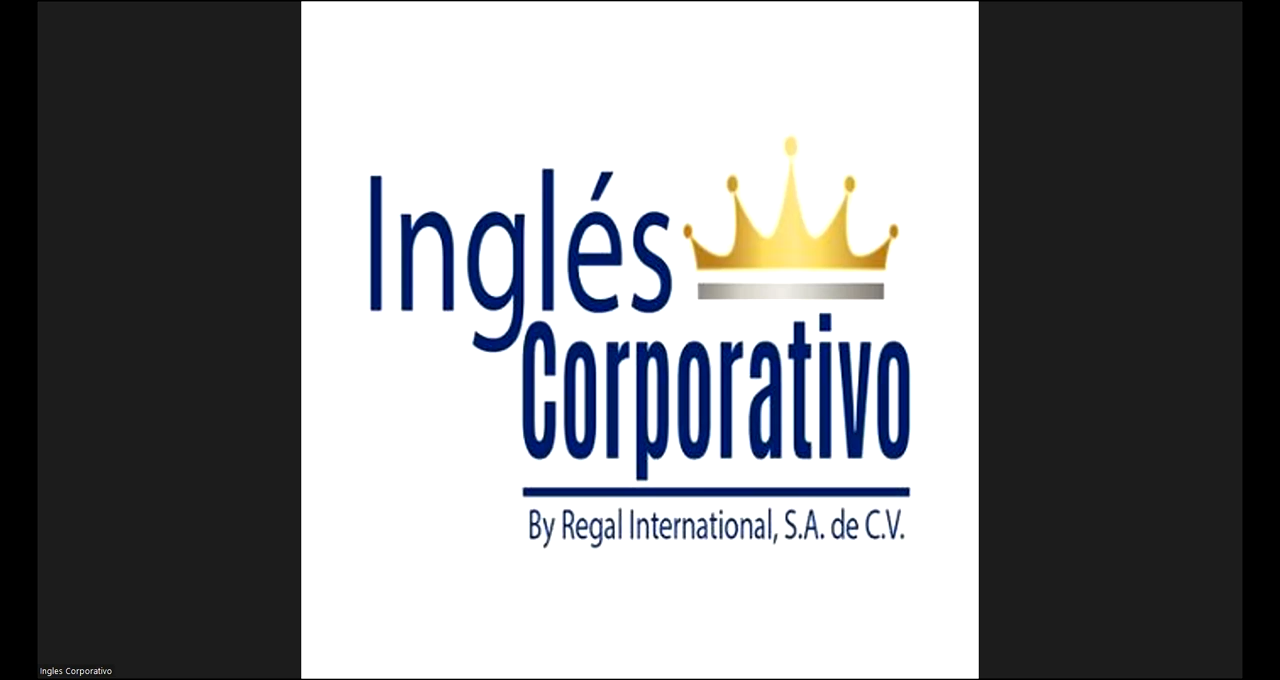 Inglés
Corporativo
By Regal International, S.A. de C.V.
Ingles Corporativo